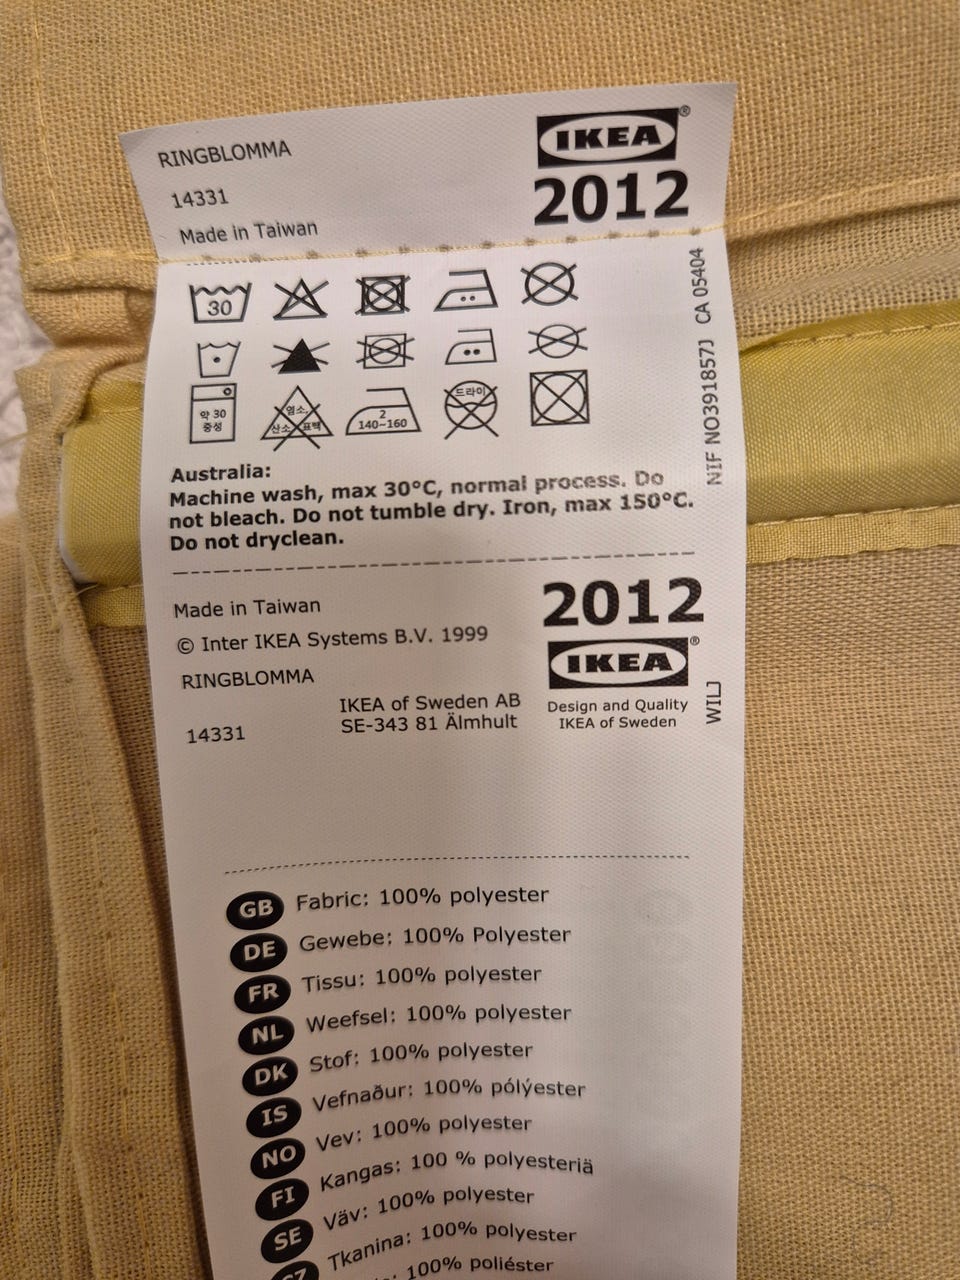 RINGBLOMMA
14331
Made in Taiwan
IKEA®
2012
30
약 30
중성
염소,
산소 표백
2
140~160
드라이
Australia:
Machine wash, max 30°C, normal process. Do
not bleach. Do not tumble dry. Iron, max 150°C.
Do not dryclean.
NIF NO391857J CA 05404
Made in Taiwan
© Inter IKEA Systems B.V. 1999
RINGBLOMMA
14331
IKEA of Sweden AB
SE-343 81 Älmhult
2012
IKEA®
Design and Quality
IKEA of Sweden
WILJ
GB Fabric: 100% polyester
DE Gewebe: 100% Polyester
FR Tissu: 100% polyester
NL Weefsel: 100% polyester
DK Stof: 100% polyester
IS Vefnaður: 100% pólýester
NO Vev: 100% polyester
FI Kangas: 100 % polyesteriä
SE Väv: 100% polyester
CZ Tkanina: 100% polyester
100% poliéster